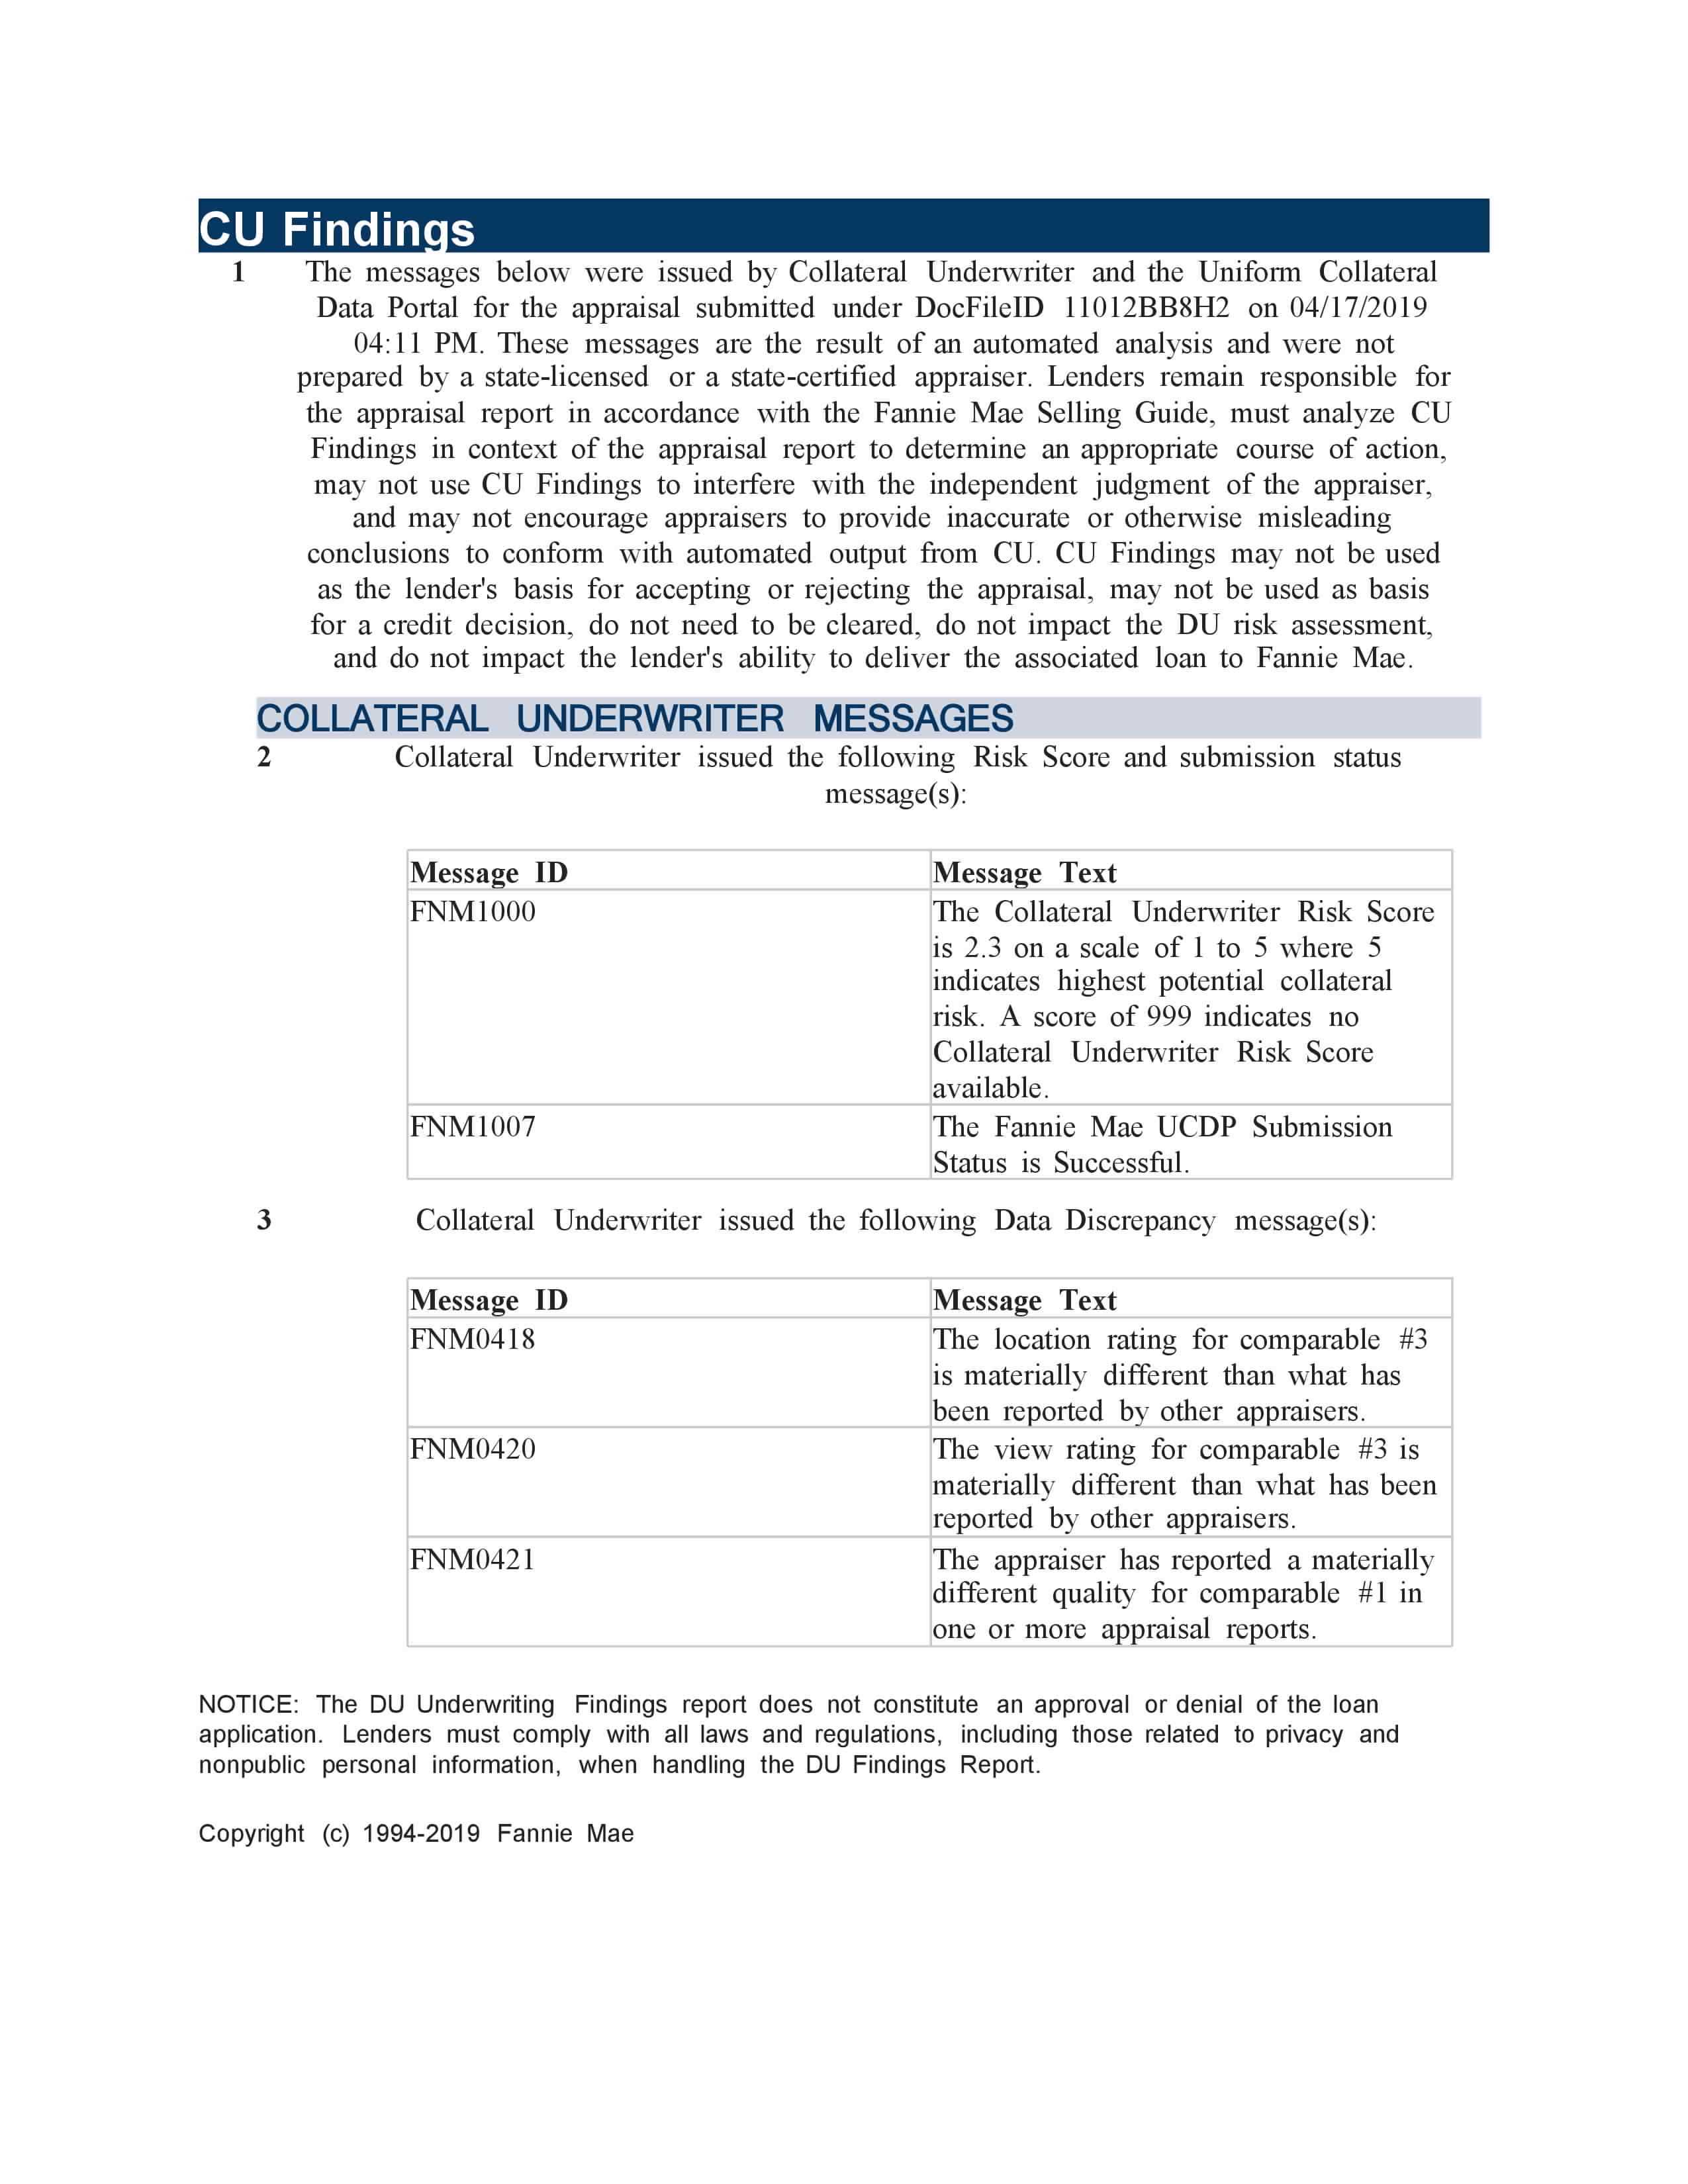 CU Findings
1 The messages below were issued by Collateral Underwriter and the Uniform Collateral
Data Portal for the appraisal submitted under DocFileID 11012BB8H2 on 04/17/2019
04:11 PM. These messages are the result of an automated analysis and were not
prepared by a state-licensed or a state-certified appraiser. Lenders remain responsible for
the appraisal report in accordance with the Fannie Mae Selling Guide, must analyze CU
Findings in context of the appraisal report to determine an appropriate course of action,
may not use CU Findings to interfere with the independent judgment of the appraiser,
and may not encourage appraisers to provide inaccurate or otherwise misleading
conclusions to conform with automated output from CU. CU Findings may not be used
as the lender's basis for accepting or rejecting the appraisal, may not be used as basis
for a credit decision, do not need to be cleared, do not impact the DU risk assessment,
and do not impact the lender's ability to deliver the associated loan to Fannie Mae.
COLLATERAL UNDERWRITER MESSAGES
2 Collateral Underwriter issued the following Risk Score and submission status
message(s):
Message ID Message Text
FNM1000 The Collateral Underwriter Risk Score
is 2.3 on a scale of 1 to 5 where 5
indicates highest potential collateral
risk. A score of 999 indicates no
Collateral Underwriter Risk Score
available.
FNM1007 The Fannie Mae UCDP Submission
Status is Successful.
3 Collateral Underwriter issued the following Data Discrepancy message(s):
Message ID Message Text
FNM0418 The location rating for comparable #3
is materially different than what has
been reported by other appraisers.
FNM0420 The view rating for comparable #3 is
materially different than what has been
reported by other appraisers.
FNM0421 The appraiser has reported a materially
different quality for comparable #1 in
one or more appraisal reports.
NOTICE: The DU Underwriting Findings report does not constitute an approval or denial of the loan
application. Lenders must comply with all laws and regulations, including those related to privacy and
nonpublic personal information, when handling the DU Findings Report.
Copyright (c) 1994-2019 Fannie Mae